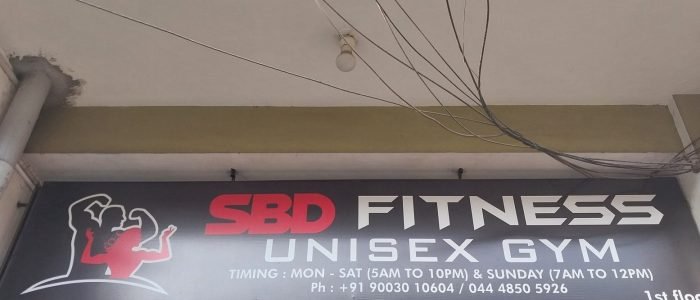 SBD FITNESS
UNISEX GYM
TIMING : MON - SAT (5AM TO 10PM) & SUNDAY (7AM TO 12PM)
Ph : +91 90030 10604 / 044 4850 5926
1st